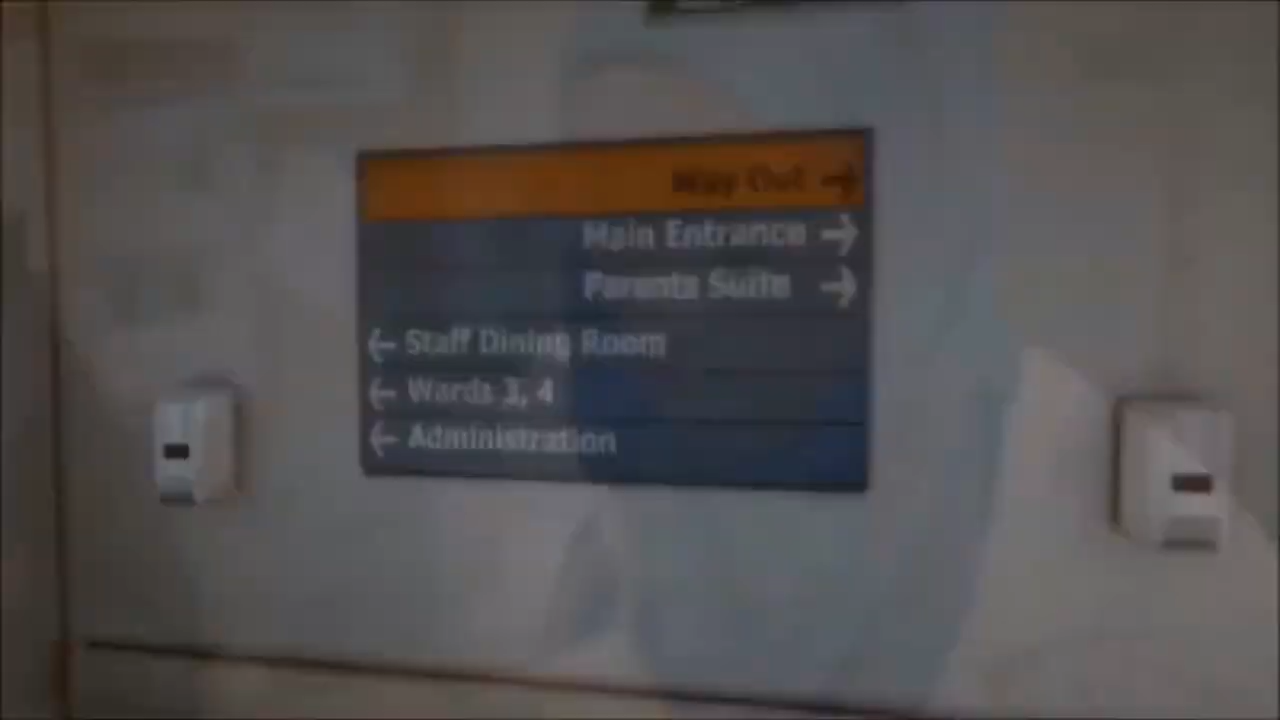 Way Out →
Main Entrance →
Parents Suite →
← Staff Dining Room
← Wards 3, 4
← Administration